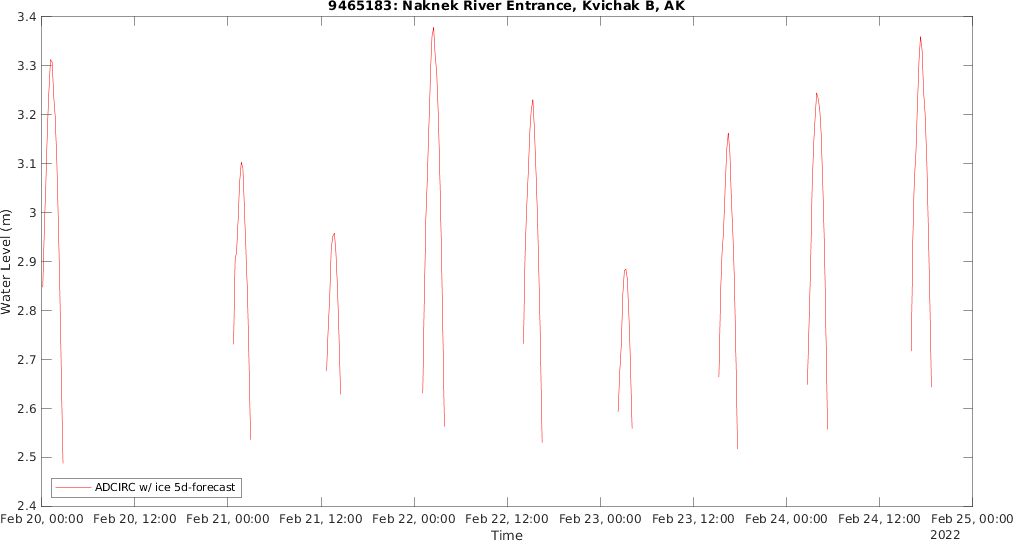 9465183: Naknek River Entrance, Kvichak B, AK
Water Level (m)
3.4
3.3
3.2
3.1
3
2.9
2.8
2.7
2.6
2.5
2.4
ADCIRC w/ ice 5d-forecast
Feb 20, 00:00 Feb 20, 12:00 Feb 21, 00:00 Feb 21, 12:00 Feb 22, 00:00 Feb 22, 12:00 Feb 23, 00:00 Feb 23, 12:00 Feb 24, 00:00 Feb 24, 12:00 Feb 25, 00:00
Time
2022